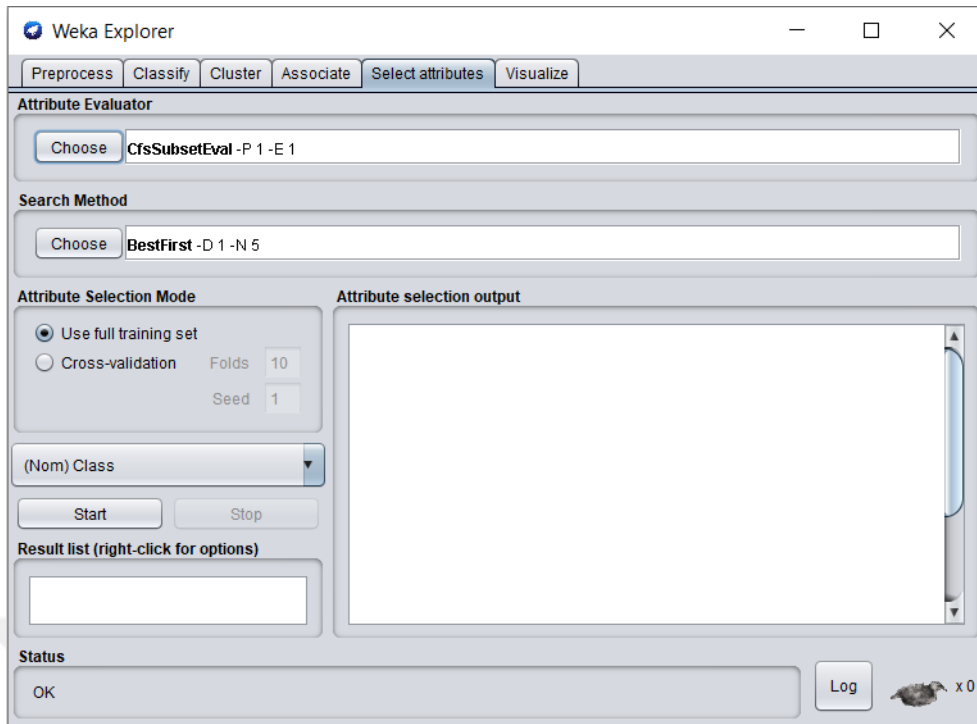 Weka Explorer
Preprocess Classify Cluster Associate Select attributes Visualize
Attribute Evaluator
Choose CfsSubsetEval -P 1 -E 1
Search Method
Choose BestFirst -D 1 -N 5
Attribute Selection Mode
Use full training set
Cross-validation Folds 10
Seed 1
(Nom) Class
Start Stop
Result list (right-click for options)
Attribute selection output
Status
OK
Log x 0